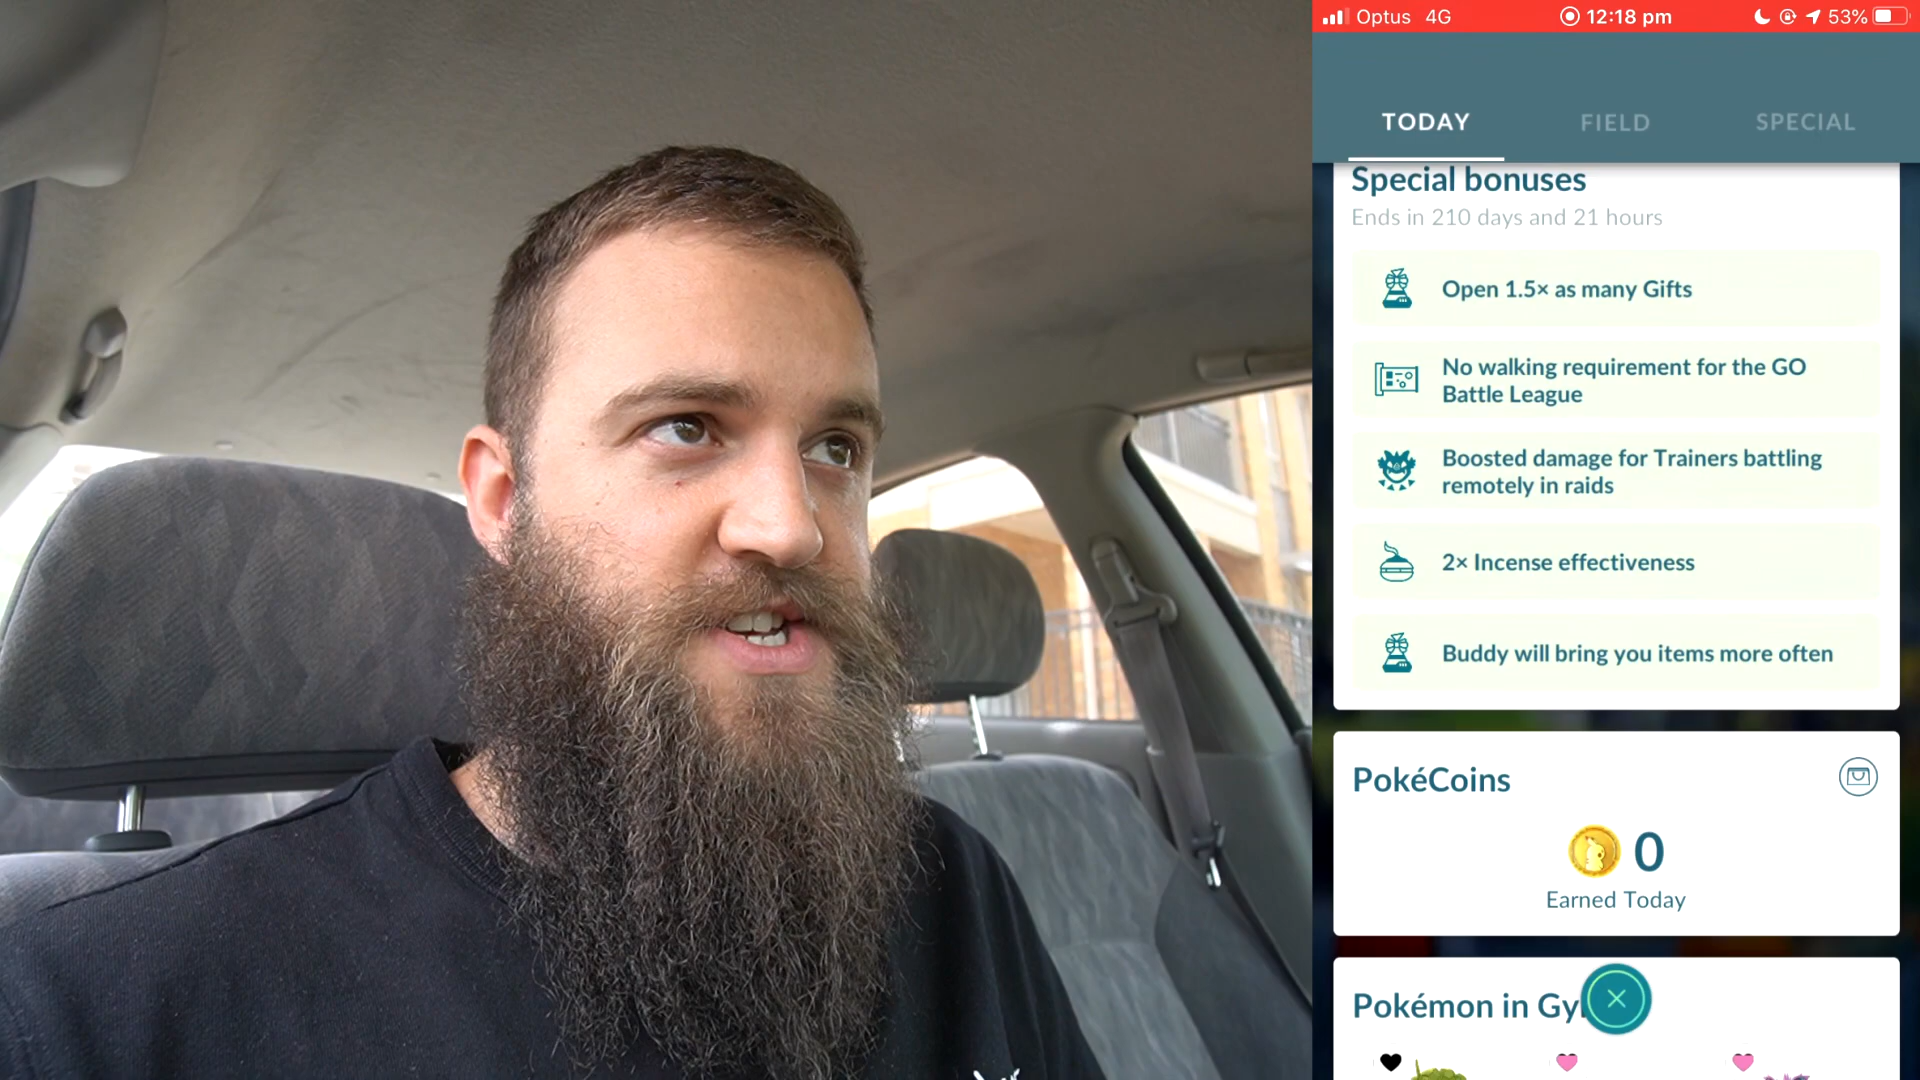 Optus 4G 12:18 pm 53%
TODAY FIELD SPECIAL
Special bonuses
Ends in 210 days and 21 hours
Open 1.5× as many Gifts
No walking requirement for the GO
Battle League
Boosted damage for Trainers battling
remotely in raids
2× Incense effectiveness
Buddy will bring you items more often
PokéCoins
0
Earned Today
Pokémon in Gy